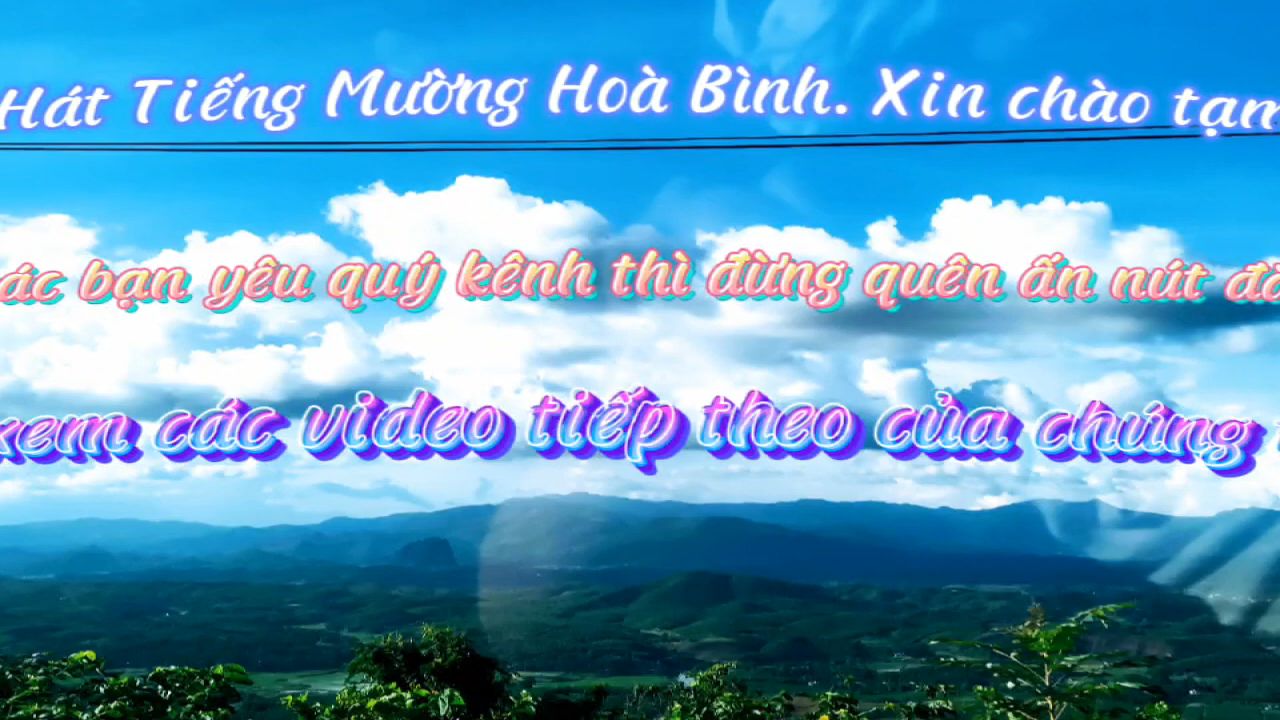 Hát Tiếng Mường Hoà Bình. Xin chào tạm
các bạn yêu quý kênh thì đừng quên ấn nút
xem các video tiếp theo của chúng